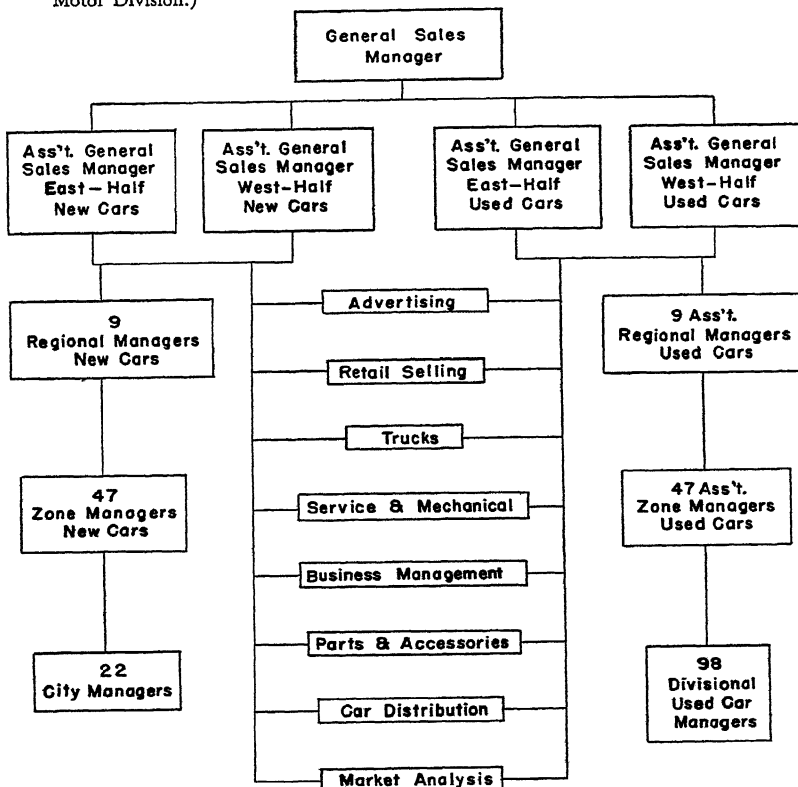 Motor Division.)
General Sales
Manager
Ass't. General
Sales Manager
East-Half
New Cars
Ass't. General
Sales Manager
West-Half
New Cars
Ass't. General
Sales Manager
East-Half
Used Cars
Ass't. General
Sales Manager
West-Half
Used Cars
9
Regional Managers
New Cars
Advertising
Retail Selling
Trucks
Service & Mechanical
Business Management
Parts & Accessories
Car Distribution
Market Analysis
9 Ass't.
Regional Managers
Used Cars
47
Zone Managers
New Cars
47 Ass't.
Zone Managers
Used Cars
22
City Managers
98
Divisional
Used Car
Managers